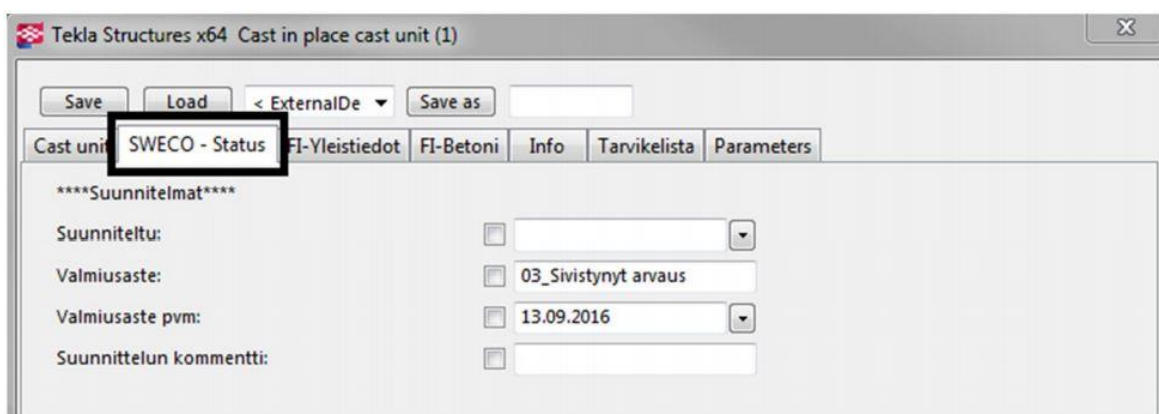 Tekla Structures x64 Cast in place cast unit (1)
Save Load < ExternalDe Save as
Cast unit SWECO - Status FI-Yleistiedot FI-Betoni Info Tarvikelista Parameters
****Suunnitelmat****
Suunniteltu:
Valmiusaste: 03_Sivistynyt arvaus
Valmiusaste pvm: 13.09.2016
Suunnittelun kommentti: